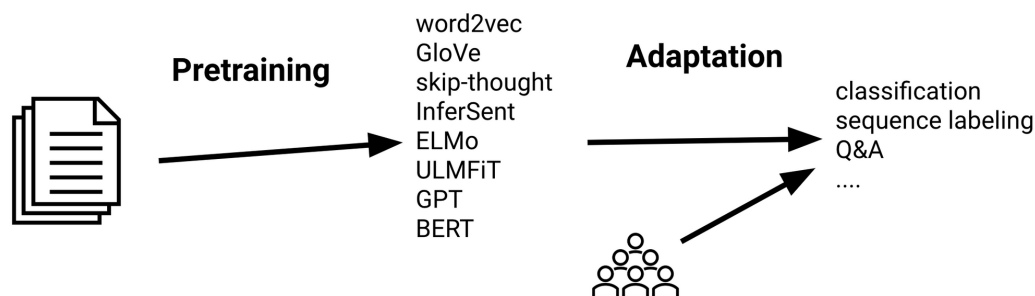 Pretraining
word2vec
GloVe
skip-thought
InferSent
ELMo
ULMFiT
GPT
BERT
Adaptation
classification
sequence labeling
Q&A
....